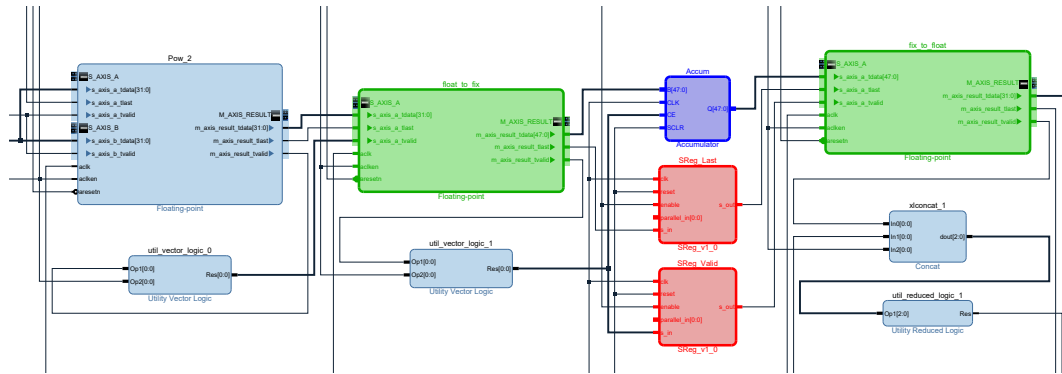 Pow_2
S_AXIS_A
s_axis_a_tdata[31:0]
s_axis_a_tlast
s_axis_a_tvalid
S_AXIS_B
s_axis_b_tdata[31:0]
s_axis_b_tlast
s_axis_b_tvalid
aclk
aclken
aresetn
M_AXIS_RESULT
m_axis_result_tdata[31:0]
m_axis_result_tlast
m_axis_result_tvalid
Floating-point
util_vector_logic_0
Op1[0:0]
Op2[0:0]
Res[0:0]
Utility Vector Logic
float_to_fix
S_AXIS_A
s_axis_a_tdata[31:0]
s_axis_a_tlast
s_axis_a_tvalid
aclk
aclken
aresetn
M_AXIS_RESULT
m_axis_result_tdata[47:0]
m_axis_result_tlast
m_axis_result_tvalid
Floating-point
util_vector_logic_1
Op1[0:0]
Op2[0:0]
Res[0:0]
Utility Vector Logic
Accum
B[47:0]
CLK
CE
SCLR
Q[47:0]
Accumulator
SReg_Last
clk
reset
enable
parallel_in[0:0]
s_in
s_out
SReg_v1_0
SReg_Valid
clk
reset
enable
parallel_in[0:0]
s_in
s_out
SReg_v1_0
fix_to_float
S_AXIS_A
s_axis_a_tdata[47:0]
s_axis_a_tlast
s_axis_a_tvalid
aclk
aclken
aresetn
M_AXIS_RESULT
m_axis_result_tdata[31:0]
m_axis_result_tlast
m_axis_result_tvalid
Floating-point
xlconcat_1
In0[0:0]
In1[0:0]
In2[0:0]
dout[2:0]
Concat
util_reduced_logic_1
Op1[2:0]
Res
Utility Reduced Logic